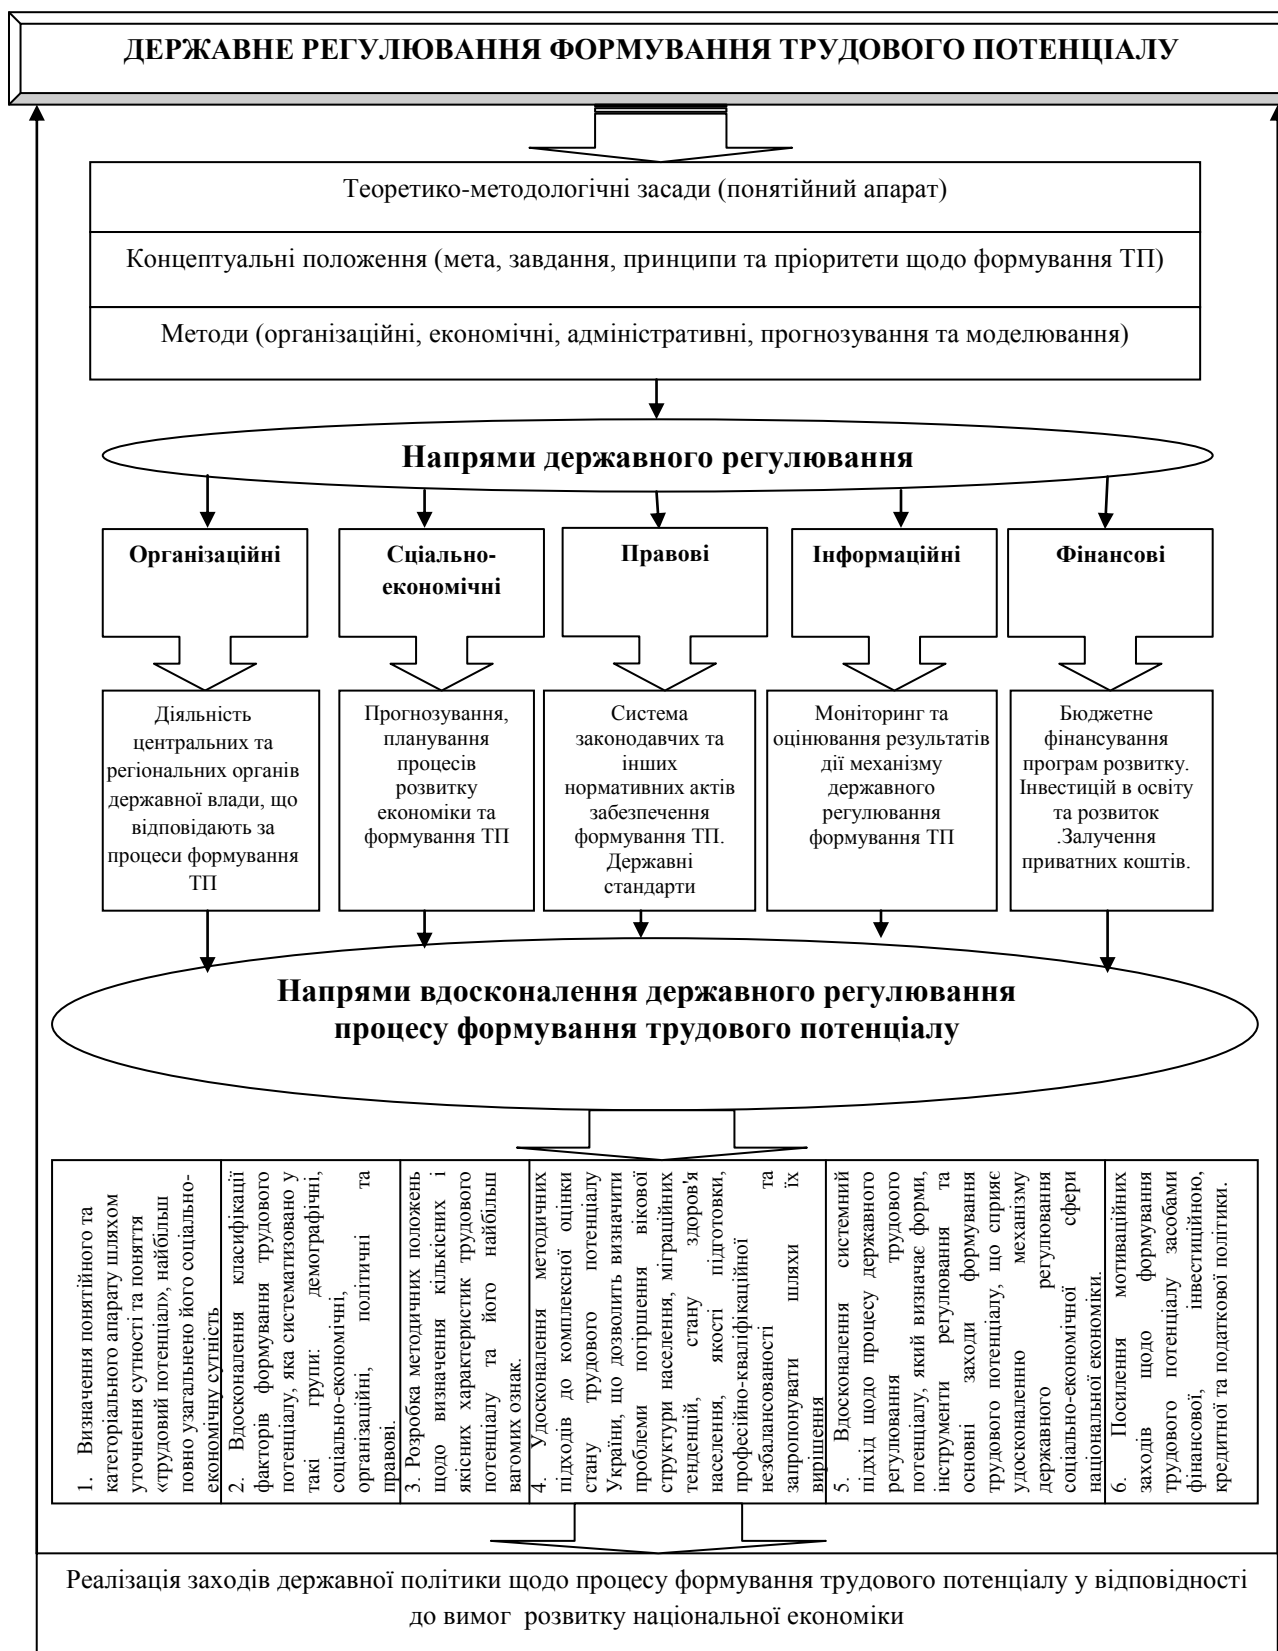 ДЕРЖАВНЕ РЕГУЛЮВАННЯ ФОРМУВАННЯ ТРУДОВОГО ПОТЕНЦІАЛУ
Теоретико-методологічні засади (понятійний апарат)
Концептуальні положення (мета, завдання, принципи та пріоритети щодо формування ТП)
Методи (організаційні, економічні, адміністративні, прогнозування та моделювання)
Напрями державного регулювання
Організаційні
Сціально-
економічні
Правові
Інформаційні
Фінансові
Діяльність
центральних та
регіональних органів
державної влади, що
відповідають за
процеси формування
ТП
Прогнозування,
планування
процесів
розвитку
економіки та
формування ТП
Система
законодавчих та
інших
нормативних актів
забезпечення
формування ТП.
Державні
стандарти
Моніторинг та
оцінювання результатів
дії механізму
державного
регулювання
формування ТП
Бюджетне
фінансування
програм розвитку.
Інвестицій в освіту
та розвиток
.Залучення
приватних коштів.
Напрями вдосконалення державного регулювання
процесу формування трудового потенціалу
1. Визначення понятійного та
категоріального апарату шляхом
уточнення сутності та поняття
«трудовий потенціал», найбільш
повно узагальнено його соціально-
економічну сутність
2. Вдосконалення класифікації
факторів формування трудового
потенціалу, яка систематизовано у
такі групи: демографічні,
соціально-економічні,
організаційні, політичні та
правові.
3. Розробка методичних положень
щодо визначення кількісних і
якісних характеристик трудового
потенціалу та його найбільш
вагомих ознак.
4. Удосконалення методичних
підходів до комплексної оцінки
стану трудового потенціалу
України, що дозволить визначити
проблеми погіршення вікової
структури населення, міграційних
тенденцій, стану здоров'я
населення, якості підготовки,
професійно-кваліфікаційної
незбалансованості та
запропонувати шляхи їх
вирішення
5. Вдосконалення системний
підхід щодо процесу державного
регулювання трудового
потенціалу, який визначає форми,
інструменти регулювання та
основні заходи формування
трудового потенціалу, що сприяє
удосконаленню механізму
державного регулювання
соціально-економічної сфери
національної економіки.
6. Посилення мотиваційних
заходів щодо формування
трудового потенціалу засобами
фінансової, інвестиційною,
кредитної та податкової політики.
Реалізація заходів державної політики щодо процесу формування трудового потенціалу у відповідності
до вимог розвитку національної економіки